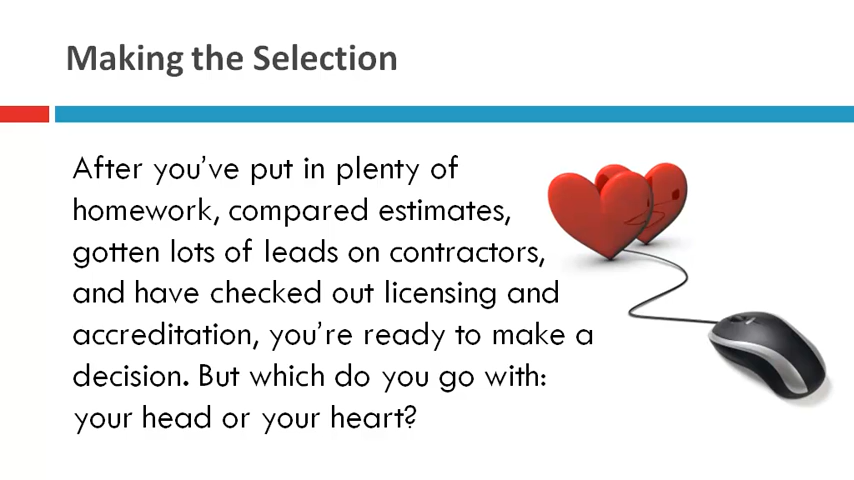 Making the Selection
After you’ve put in plenty of
homework, compared estimates,
gotten lots of leads on contractors,
and have checked out licensing and
accreditation, you’re ready to make a
decision. But which do you go with:
your head or your heart?